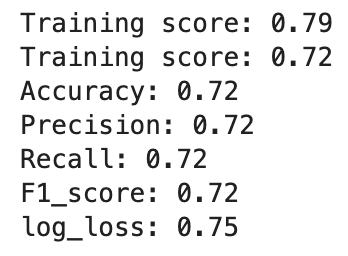 Training score: 0.79
Training score: 0.72
Accuracy: 0.72
Precision: 0.72
Recall: 0.72
F1_score: 0.72
log_loss: 0.75